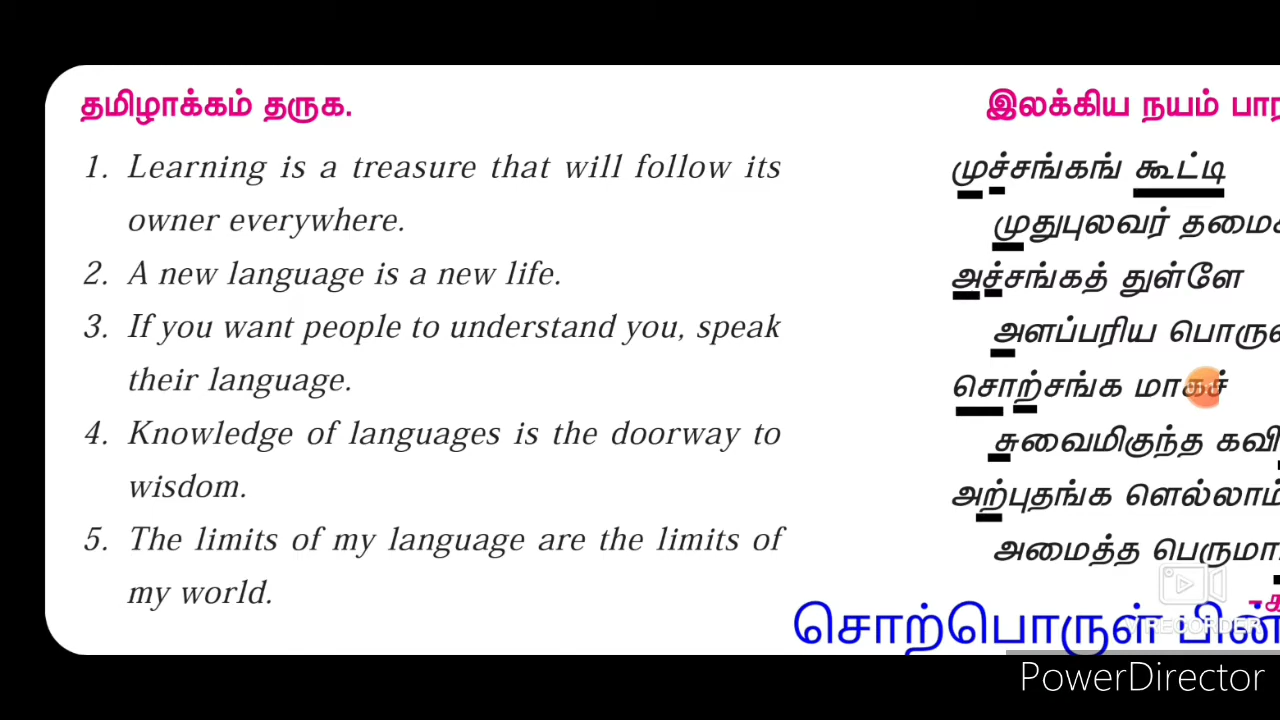 தமிழாக்கம் தருக.
1. Learning is a treasure that will follow its
owner everywhere.
2. A new language is a new life.
3. If you want people to understand you, speak
their language.
4. Knowledge of languages is the doorway to
wisdom.
5. The limits of my language are the limits of
my world.
இலக்கிய நயம்
முச்சங்கங் கூட்டி
முதுபுலவர்
அச்சங்கத் துள்ளே
அளப்பரிய
சொற்சங்க மாகச்
சுவைமிகுந்த
அற்புதங்க ளெல்லாம்
அமைத்த
சொற்பொருள் பின்
RECORDER
PowerDirector